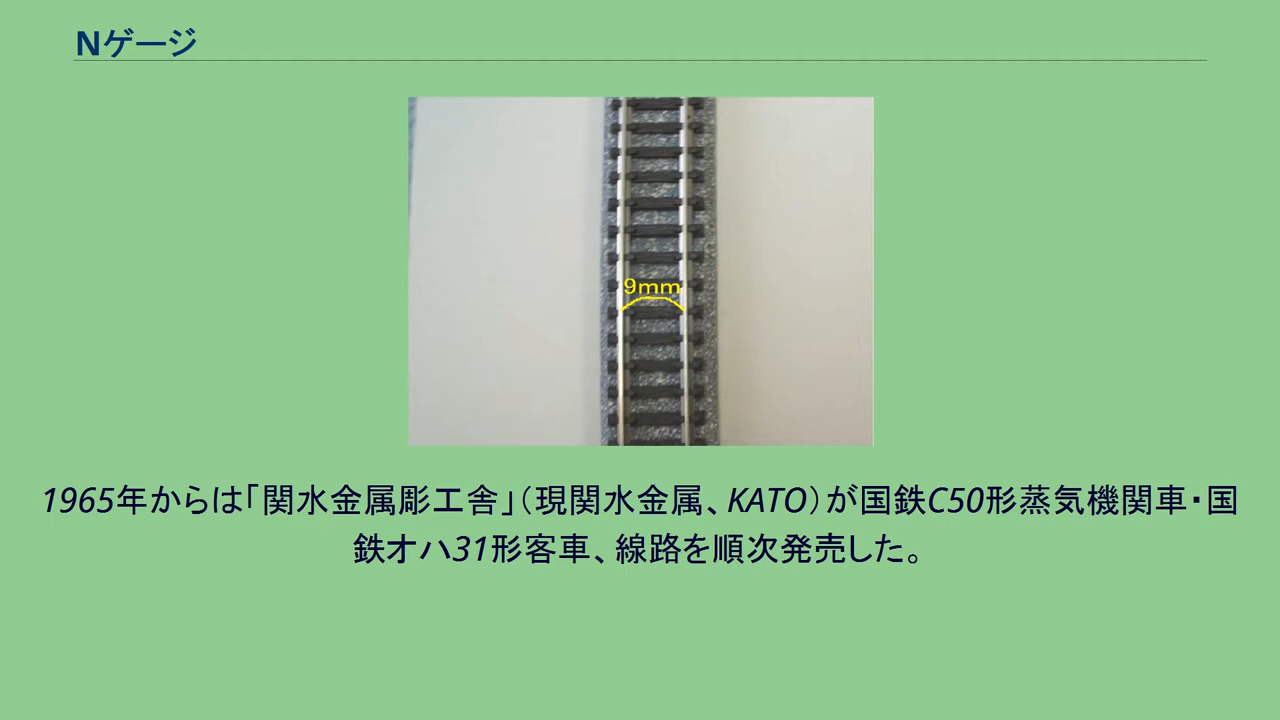 Nゲージ
9mm
1965年からは「関水金属彫工舎」（現関水金属、KATO）が国鉄C50形蒸気機関車・国
鉄オハ31形客車、線路を順次発売した。